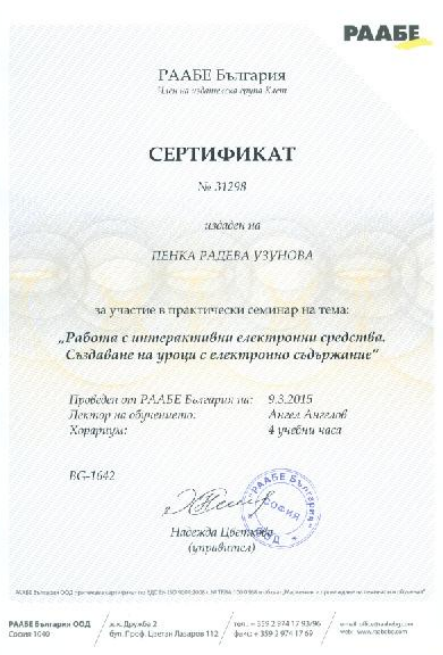 РААБЕ
РААБЕ България
Член на издателска група Клет
СЕРТИФИКАТ
№ 31298
издаден на
ПЕНКА РАДЕВА УЗУНОВА
за участие в практически семинар на тема:
„Работа с интерактивни електронни средства.
Създаване на уроци с електронно съдържание“
Проведен от РААБЕ България на: 9.3.2015
Лектор на обучението: Ангел Ангелов
Хорариум: 4 учебни часа
BG-1642
РААБЕ България
СОФИЯ
ООД
Надежда Цветкова
(управител)
РААБЕ България ООД
София 1040
ж.к. Дружба 2
бул. Проф. Цветан Лазаров 112
тел.: + 359 2 974 17 93/96
факс: + 359 2 974 17 69